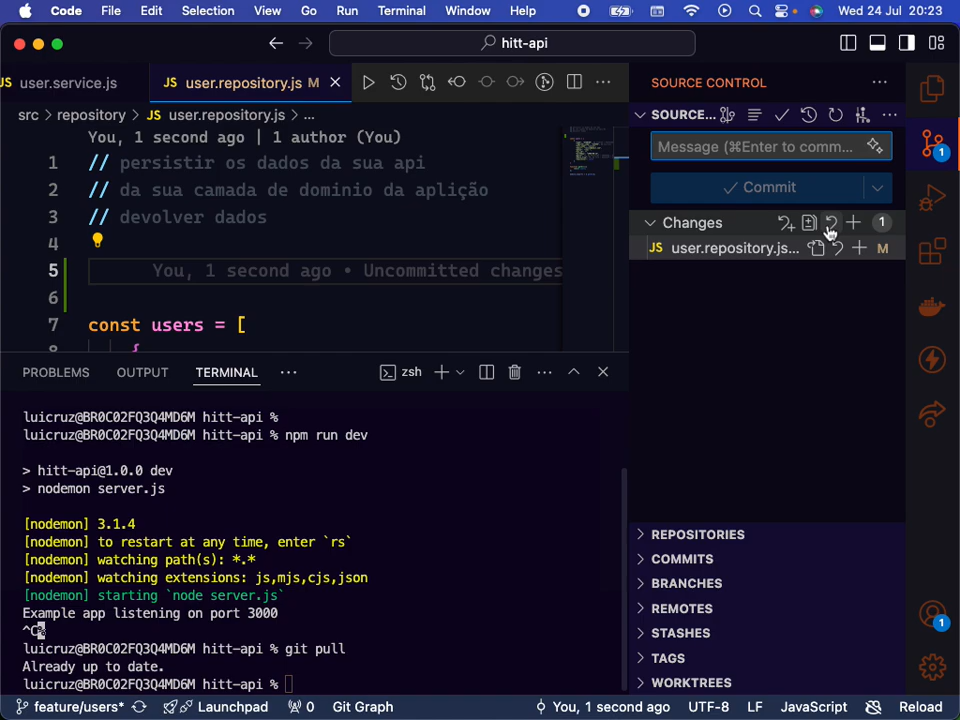 Code File Edit Selection View Go Run Terminal Window Help Wed 24 Jul 20:23
hitt-api
user.service.js
JS user.repository.js M
src repository JS user.repository.js ...
You, 1 second ago | 1 author (You)
1 // persistir os dados da sua api
2 // da sua camada de domínio da aplição
3 // devolver dados
4
5 You, 1 second ago • Uncommitted changes
6
7 const users = [
8 {
SOURCE CONTROL
SOURCE...
Message (⌘Enter to comm...
Commit
Changes 1
JS user.repository.js... M
1
PROBLEMS OUTPUT TERMINAL ... zsh
luicruz@BR0C02FQ3Q4MD6M hitt-api %
luicruz@BR0C02FQ3Q4MD6M hitt-api % npm run dev
> hitt-api@1.0.0 dev
> nodemon server.js
[nodemon] 3.1.4
[nodemon] to restart at any time, enter `rs`
[nodemon] watching path(s): *.*
[nodemon] watching extensions: js,mjs,cjs,json
[nodemon] starting `node server.js`
Example app listening on port 3000
^C
luicruz@BR0C02FQ3Q4MD6M hitt-api % git pull
Already up to date.
luicruz@BR0C02FQ3Q4MD6M hitt-api %
REPOSITORIES
COMMITS
BRANCHES
REMOTES
STASHES
TAGS
WORKTREES
1
feature/users* Launchpad 0 Git Graph You, 1 second ago UTF-8 LF JavaScript Reload